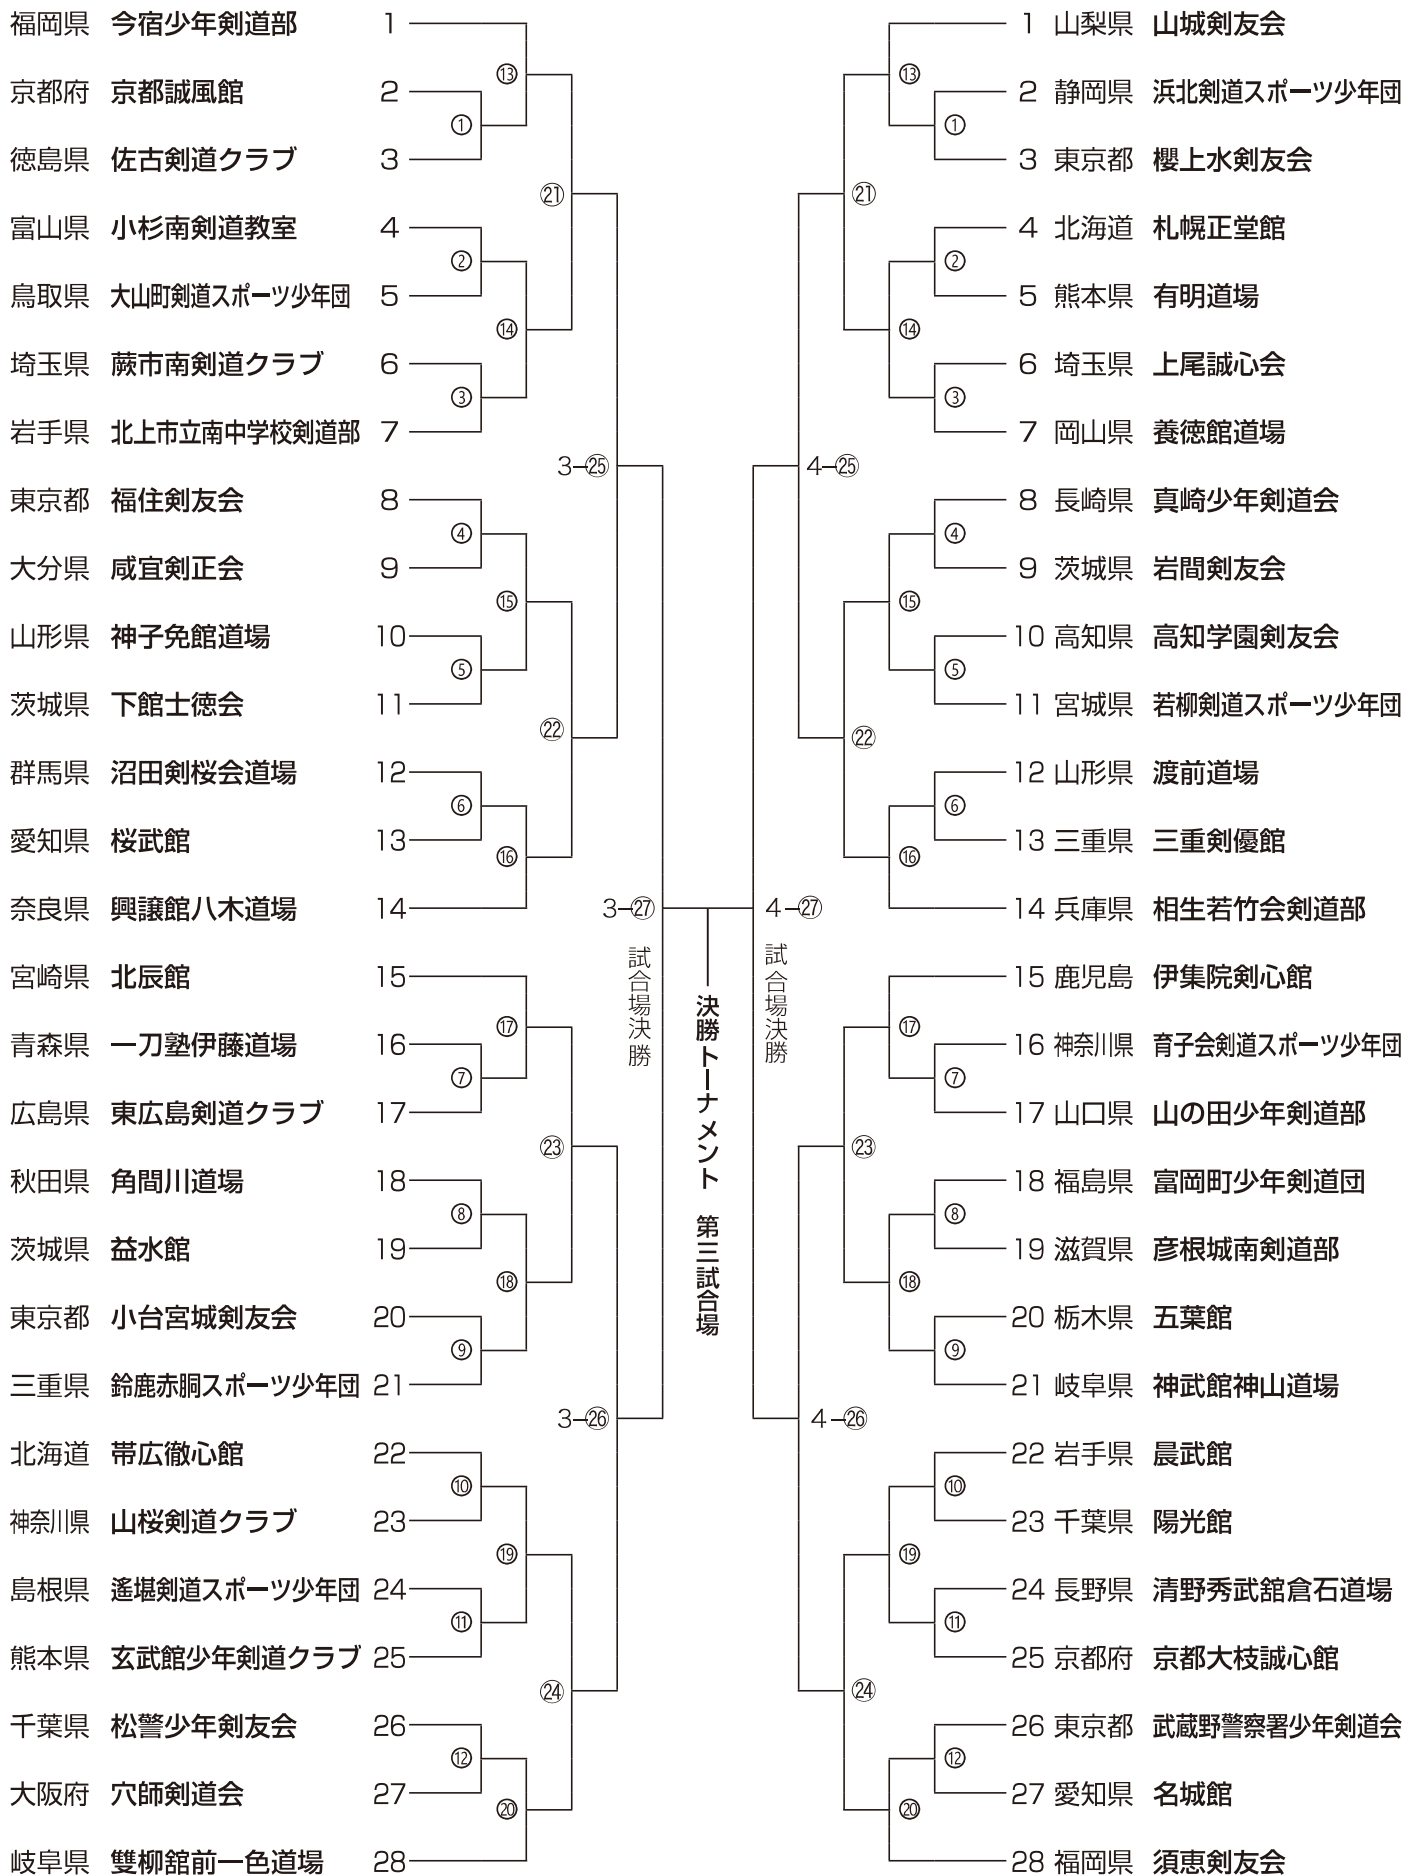 福岡県 今宿少年剣道部 1
京都府 京都誠風館 2
徳島県 佐古剣道クラブ 3
富山県 小杉南剣道教室 4
鳥取県 大山町剣道スポーツ少年団 5
埼玉県 蕨市南剣道クラブ 6
岩手県 北上市立南中学校剣道部 7
東京都 福住剣友会 8
大分県 咸宜剣正会 9
山形県 神子免館道場 10
茨城県 下館士徳会 11
群馬県 沼田剣桜会道場 12
愛知県 桜武館 13
奈良県 興譲館八木道場 14
宮崎県 北辰館 15
青森県 一刀塾伊藤道場 16
広島県 東広島剣道クラブ 17
秋田県 角間川道場 18
茨城県 益水館 19
東京都 小台宮城剣友会 20
三重県 鈴鹿赤胴スポーツ少年団 21
北海道 帯広徹心館 22
神奈川県 山桜剣道クラブ 23
島根県 遙堪剣道スポーツ少年団 24
熊本県 玄武館少年剣道クラブ 25
千葉県 松警少年剣友会 26
大阪府 穴師剣道会 27
岐阜県 雙柳舘前一色道場 28
①
②
③
④
⑤
⑥
⑦
⑧
⑨
⑩
⑪
⑫
⑬
⑭
⑮
⑯
⑰
⑱
⑲
⑳
㉑
㉒
㉓
㉔
3−㉕
3−㉖
3−㉗
試合場決勝
決勝トーナメント 第三試合場
4−㉗
試合場決勝
4−㉕
4−㉖
㉑
㉒
㉓
㉔
⑬
⑭
⑮
⑯
⑰
⑱
⑲
⑳
①
②
③
④
⑤
⑥
⑦
⑧
⑨
⑩
⑪
⑫
1 山梨県 山城剣友会
2 静岡県 浜北剣道スポーツ少年団
3 東京都 櫻上水剣友会
4 北海道 札幌正堂館
5 熊本県 有明道場
6 埼玉県 上尾誠心会
7 岡山県 養徳館道場
8 長崎県 真崎少年剣道会
9 茨城県 岩間剣友会
10 高知県 高知学園剣友会
11 宮城県 若柳剣道スポーツ少年団
12 山形県 渡前道場
13 三重県 三重剣優館
14 兵庫県 相生若竹会剣道部
15 鹿児島 伊集院剣心館
16 神奈川県 育子会剣道スポーツ少年団
17 山口県 山の田少年剣道部
18 福島県 富岡町少年剣道団
19 滋賀県 彦根城南剣道部
20 栃木県 五葉館
21 岐阜県 神武館神山道場
22 岩手県 晨武館
23 千葉県 陽光館
24 長野県 清野秀武舘倉石道場
25 京都府 京都大枝誠心館
26 東京都 武蔵野警察署少年剣道会
27 愛知県 名城館
28 福岡県 須恵剣友会